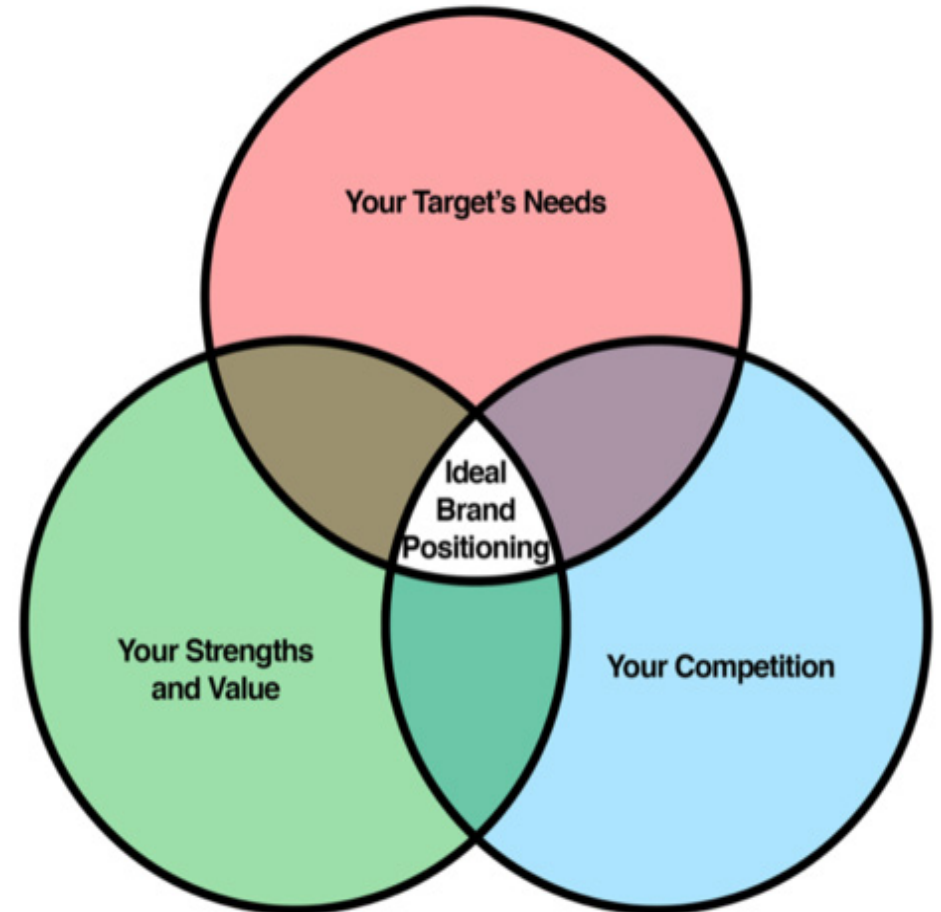 Your Target’s Needs
Ideal
Brand
Positioning
Your Strengths
and Value
Your Competition